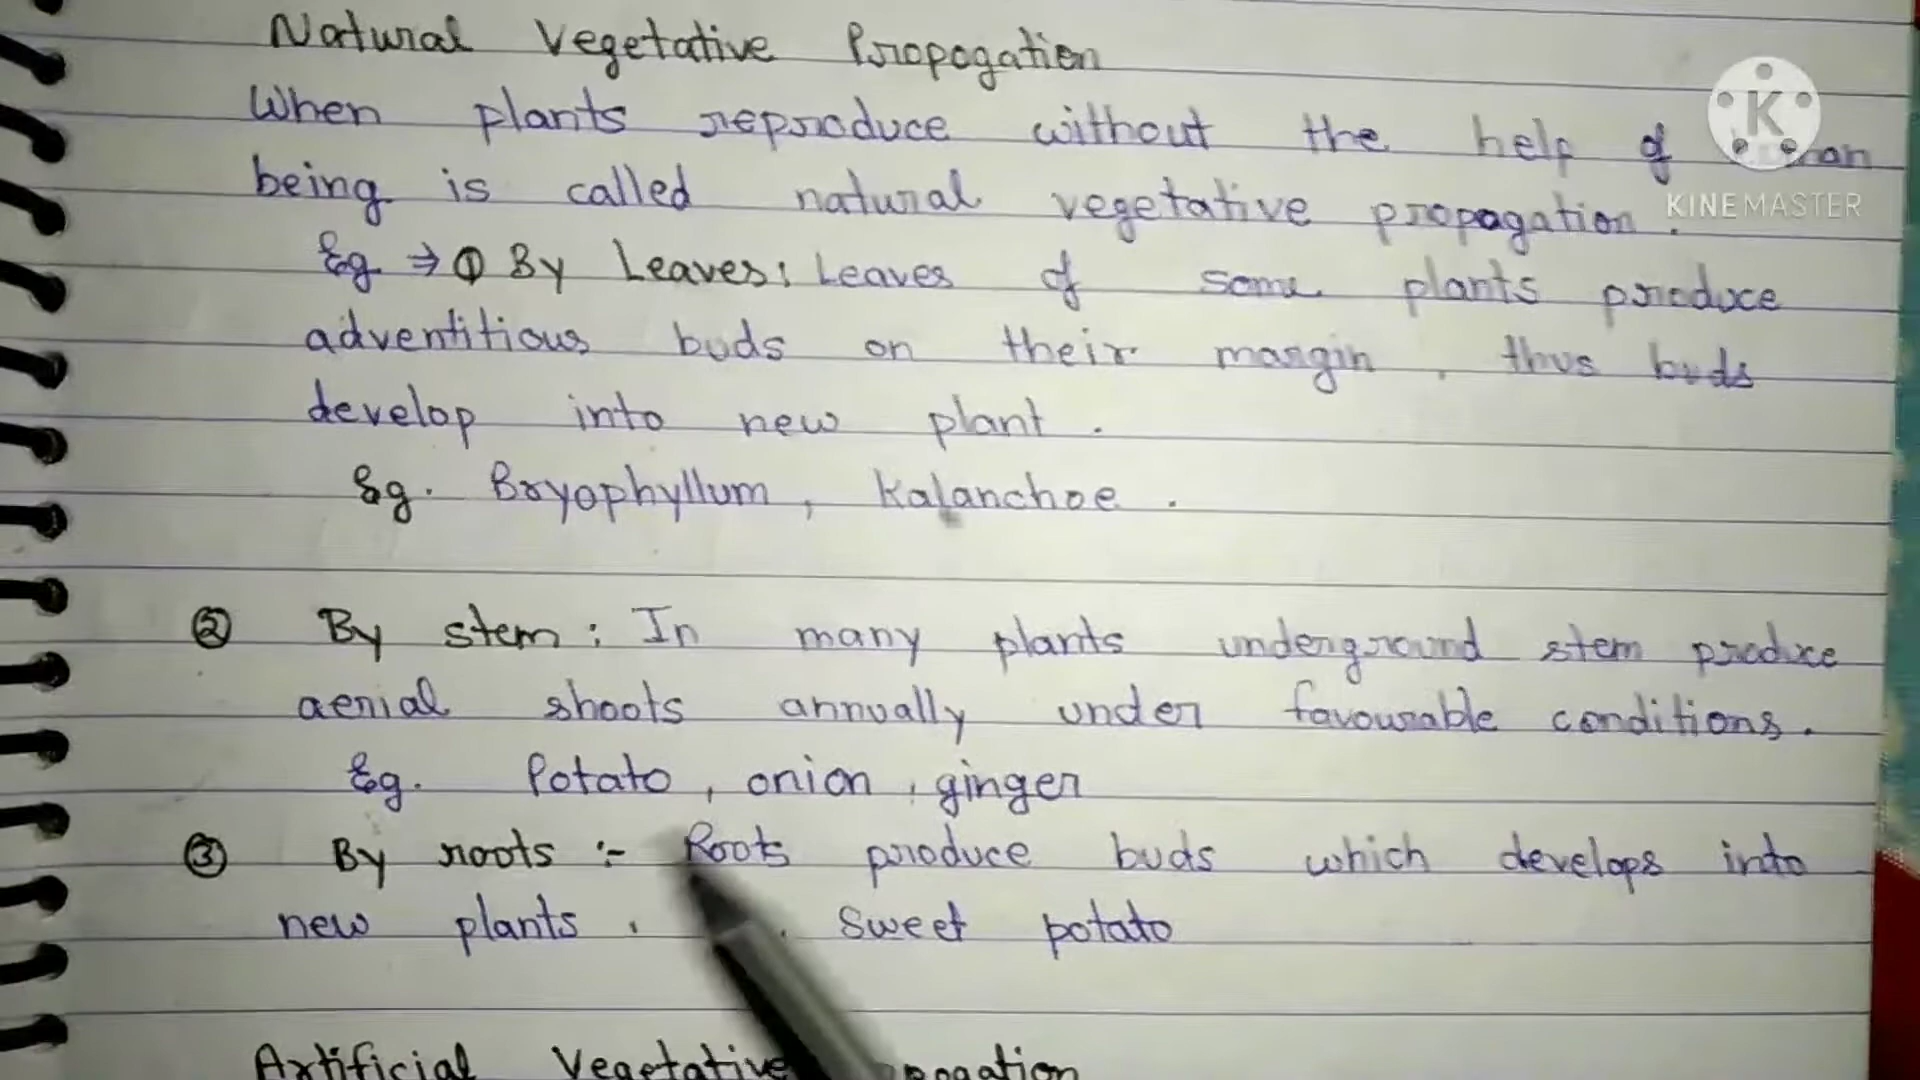 Natural Vegetative Propogation
When plants reproduce without the help of
being is called natural vegetative propagation.
Eg → ① By Leaves: Leaves of some plants produce
adventitious buds on their margin, thus buds
develop into new plant.
Eg. Bryophyllum, Kalanchoe.
② By stem: In many plants underground stem produce
aerial shoots annually under favourable conditions.
Eg. Potato, onion, ginger
③ By roots :- Roots produce buds which develops into
new plants. Sweet potato
Artificial Vegetative
K
KINEMASTER